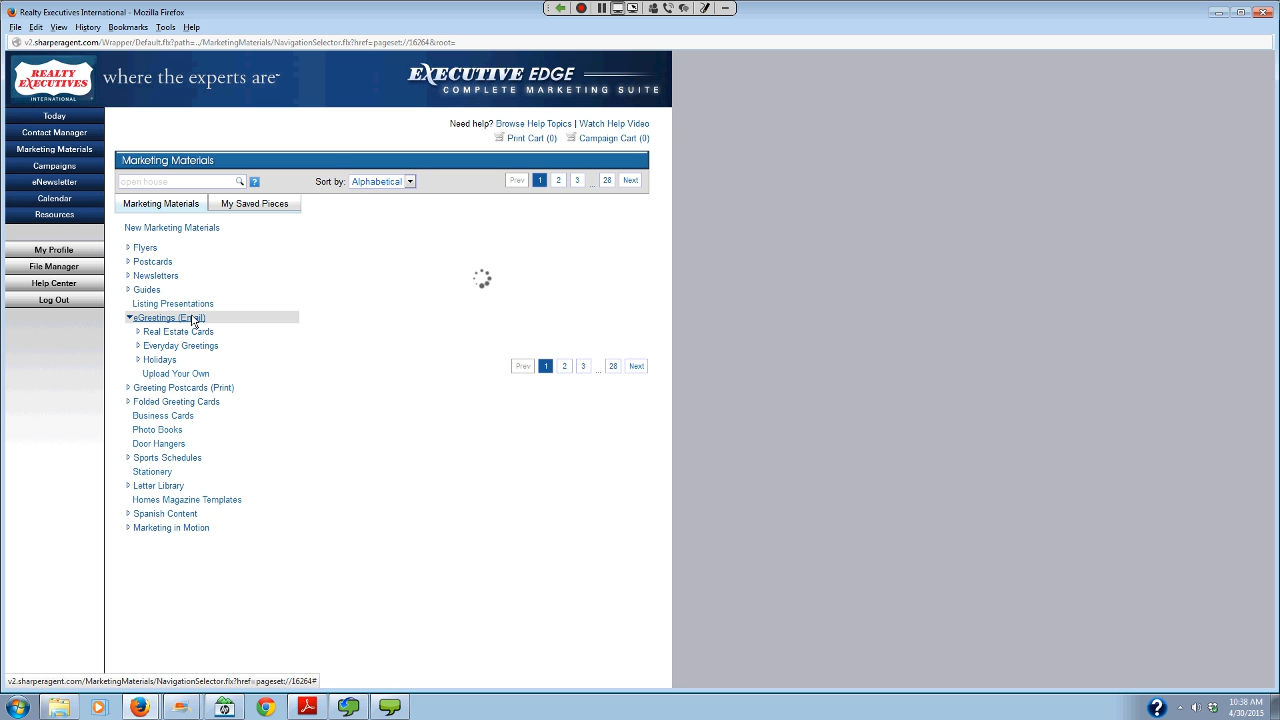 Realty Executives International - Mozilla Firefox
File Edit View History Bookmarks Tools Help
v2.sharperagent.com/Wrapper/Default.flx?path=../MarketingMaterials/NavigationSelector.flx?href=pageset://16264&root=
REALTY EXECUTIVES INTERNATIONAL
where the experts are
EXECUTIVE EDGE
COMPLETE MARKETING SUITE
Today
Contact Manager
Marketing Materials
Campaigns
eNewsletter
Calendar
Resources
My Profile
File Manager
Help Center
Log Out
Need help? Browse Help Topics | Watch Help Video
Print Cart (0) Campaign Cart (0)
Marketing Materials
open house ? Sort by: Alphabetical Prev 1 2 3 ... 28 Next
Marketing Materials My Saved Pieces
New Marketing Materials
Flyers
Postcards
Newsletters
Guides
Listing Presentations
eGreetings (Email)
Real Estate Cards
Everyday Greetings
Holidays
Upload Your Own
Prev 1 2 3 ... 28 Next
Greeting Postcards (Print)
Folded Greeting Cards
Business Cards
Photo Books
Door Hangers
Sports Schedules
Stationery
Letter Library
Homes Magazine Templates
Spanish Content
Marketing in Motion
v2.sharperagent.com/MarketingMaterials/NavigationSelector.flx?href=pageset://16264#
10:38 AM
4/30/2015